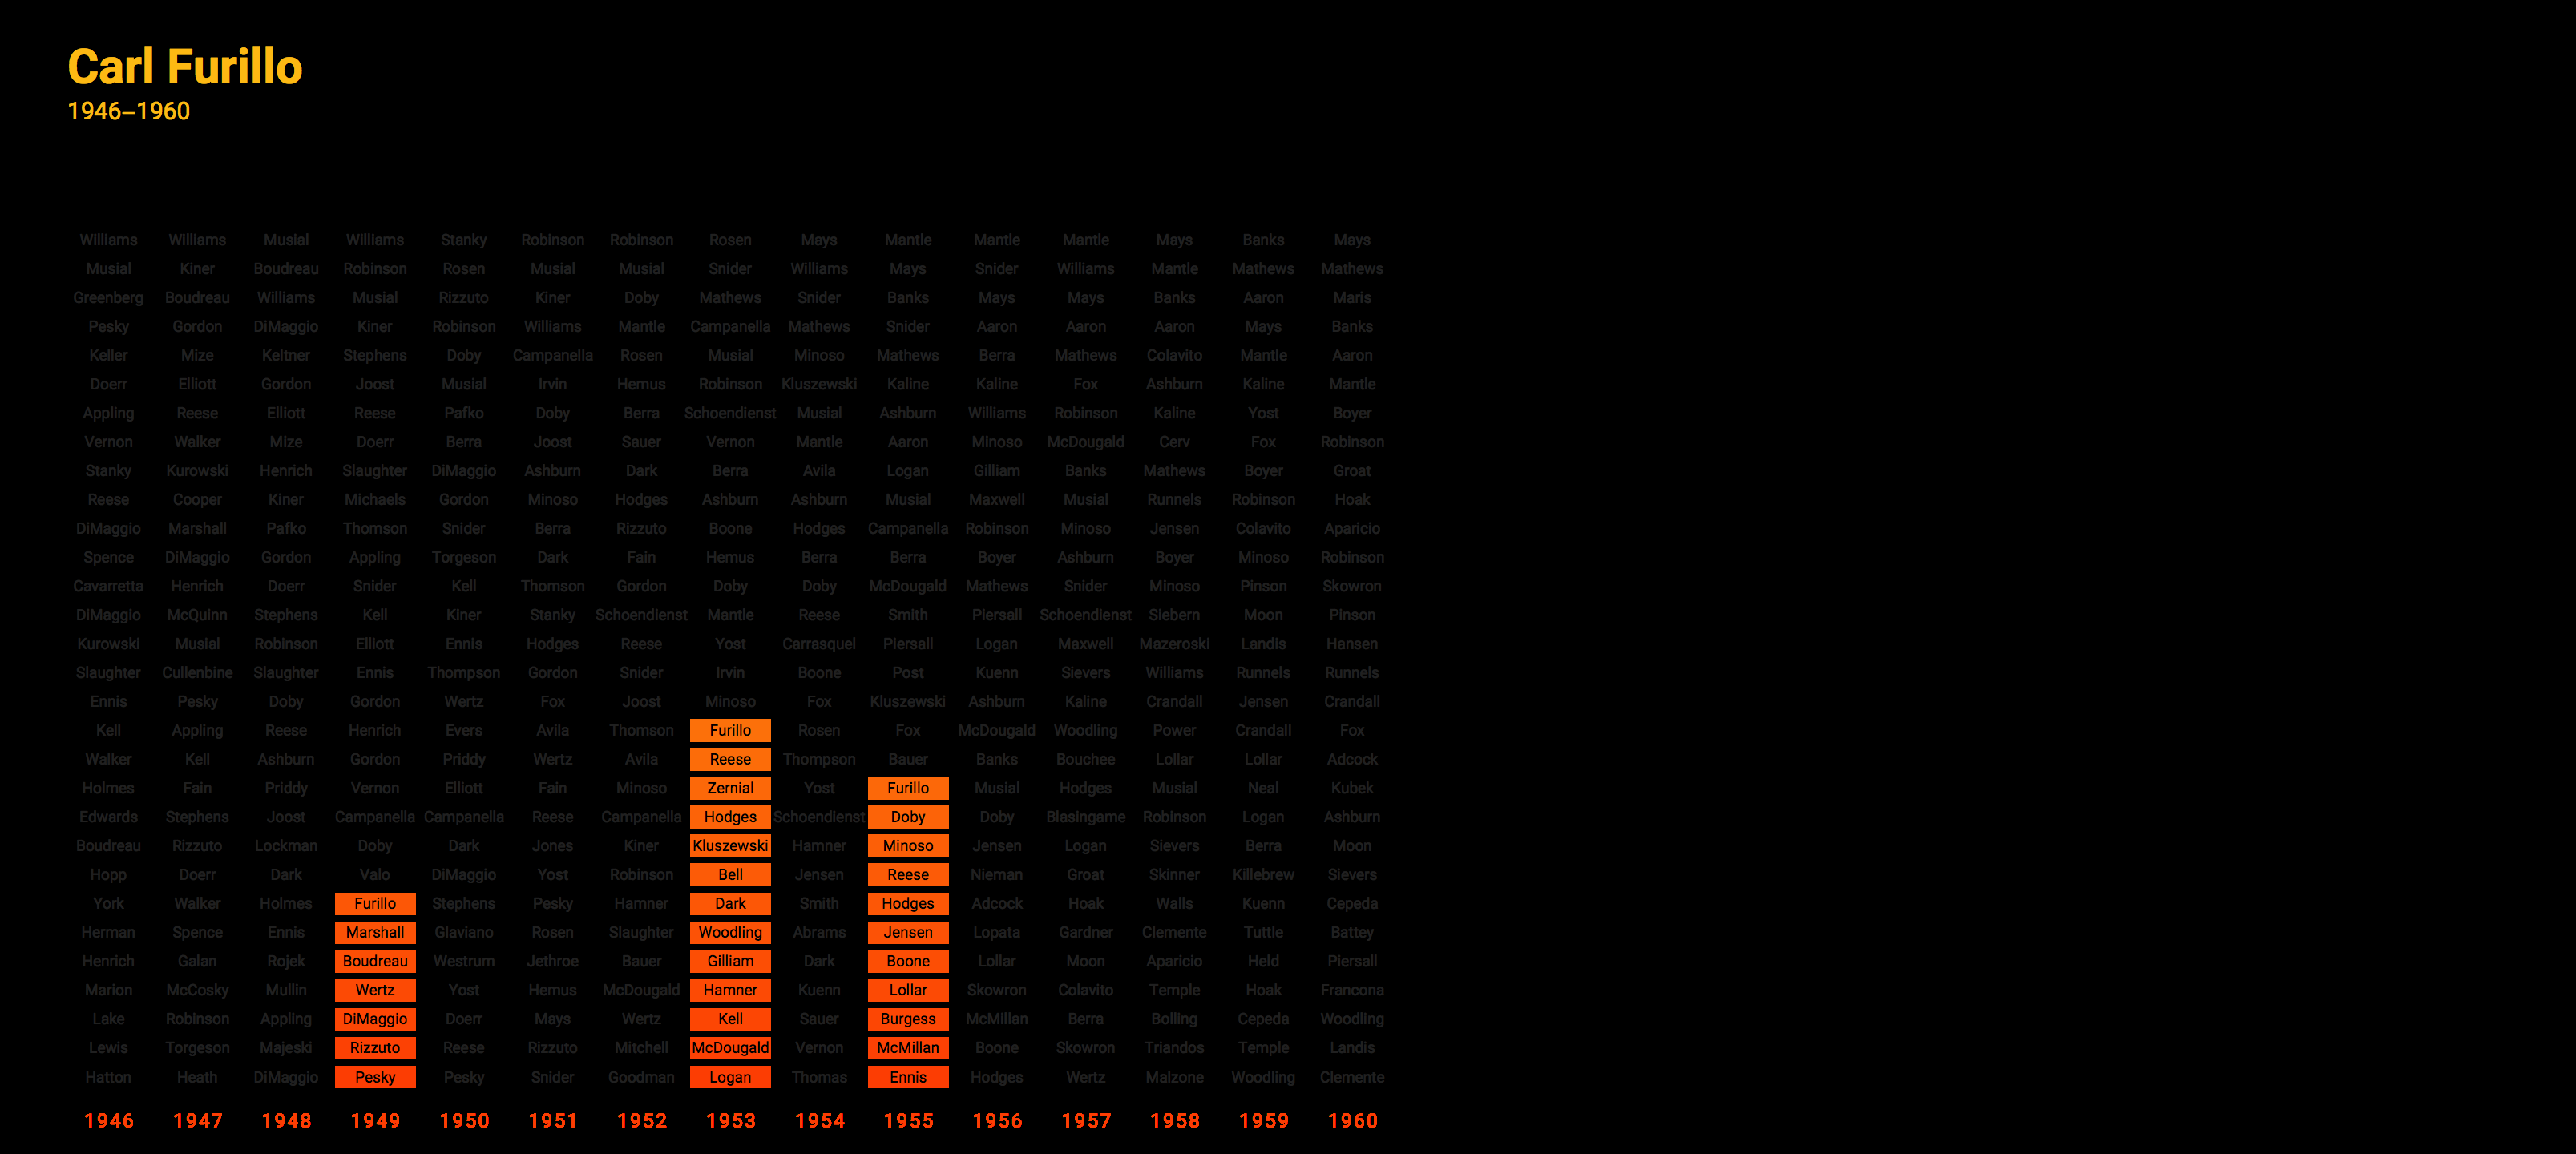 Carl Furillo
1946–1960
Williams Williams Musial Williams Stanky Robinson Robinson Rosen Mays Mantle Mantle Mantle Mays Banks Mays
Musial Kiner Boudreau Robinson Rosen Musial Musial Snider Williams Mays Snider Williams Mantle Mathews Mathews
Greenberg Boudreau Williams Musial Rizzuto Kiner Doby Mathews Snider Banks Mays Mays Banks Aaron Maris
Pesky Gordon DiMaggio Kiner Robinson Williams Mantle Campanella Mathews Snider Aaron Aaron Aaron Mays Banks
Keller Mize Keltner Stephens Doby Campanella Rosen Musial Minoso Mathews Berra Mathews Colavito Mantle Aaron
Doerr Elliott Gordon Joost Musial Irvin Hemus Robinson Kluszewski Kaline Kaline Fox Ashburn Kaline Mantle
Appling Reese Elliott Reese Pafko Doby Berra Schoendienst Musial Ashburn Williams Robinson Kaline Yost Boyer
Vernon Walker Mize Doerr Berra Joost Sauer Vernon Mantle Aaron Minoso McDougald Cerv Fox Robinson
Stanky Kurowski Henrich Slaughter DiMaggio Ashburn Dark Berra Avila Logan Gilliam Banks Mathews Boyer Groat
Reese Cooper Kiner Michaels Gordon Minoso Hodges Ashburn Ashburn Musial Maxwell Musial Runnels Robinson Hoak
DiMaggio Marshall Pafko Thomson Snider Berra Rizzuto Boone Hodges Campanella Robinson Minoso Jensen Colavito Aparicio
Spence DiMaggio Gordon Appling Torgeson Dark Fain Hemus Berra Berra Boyer Ashburn Boyer Minoso Robinson
Cavarretta Henrich Doerr Snider Kell Thomson Gordon Doby Doby McDougald Mathews Snider Minoso Pinson Skowron
DiMaggio McQuinn Stephens Kell Kiner Stanky Schoendienst Mantle Reese Smith Piersall Schoendienst Siebern Moon Pinson
Kurowski Musial Robinson Elliott Ennis Hodges Reese Yost Carrasquel Piersall Logan Maxwell Mazeroski Landis Hansen
Slaughter Cullenbine Slaughter Ennis Thompson Gordon Snider Irvin Boone Post Kuenn Sievers Williams Runnels Runnels
Ennis Pesky Doby Gordon Wertz Fox Joost Minoso Fox Kluszewski Ashburn Kaline Crandall Jensen Crandall
Kell Appling Reese Henrich Evers Avila Thomson Furillo Rosen Fox McDougald Woodling Power Crandall Fox
Walker Kell Ashburn Gordon Priddy Wertz Avila Reese Thompson Bauer Banks Bouchee Lollar Lollar Adcock
Holmes Fain Priddy Vernon Elliott Fain Minoso Zernial Yost Furillo Musial Hodges Musial Neal Kubek
Edwards Stephens Joost Campanella Campanella Reese Campanella Hodges Schoendienst Doby Doby Blasingame Robinson Logan Ashburn
Boudreau Rizzuto Lockman Doby Dark Jones Kiner Kluszewski Hamner Minoso Jensen Logan Sievers Berra Moon
Hopp Doerr Dark Valo DiMaggio Yost Robinson Bell Jensen Reese Nieman Groat Skinner Killebrew Sievers
York Walker Holmes Furillo Stephens Pesky Hamner Dark Smith Hodges Adcock Hoak Walls Kuenn Cepeda
Herman Spence Ennis Marshall Glaviano Rosen Slaughter Woodling Abrams Jensen Lopata Gardner Clemente Tuttle Battey
Henrich Galan Rojek Boudreau Westrum Jethroe Bauer Gilliam Dark Boone Lollar Moon Aparicio Held Piersall
Marion McCosky Mullin Wertz Yost Hemus McDougald Hamner Kuenn Lollar Skowron Colavito Temple Hoak Francona
Lake Robinson Appling DiMaggio Doerr Mays Wertz Kell Sauer Burgess McMillan Berra Bolling Cepeda Woodling
Lewis Torgeson Majeski Rizzuto Reese Rizzuto Mitchell McDougald Vernon McMillan Boone Skowron Triandos Temple Landis
Hatton Heath DiMaggio Pesky Pesky Snider Goodman Logan Thomas Ennis Hodges Wertz Malzone Woodling Clemente
1946 1947 1948 1949 1950 1951 1952 1953 1954 1955 1956 1957 1958 1959 1960